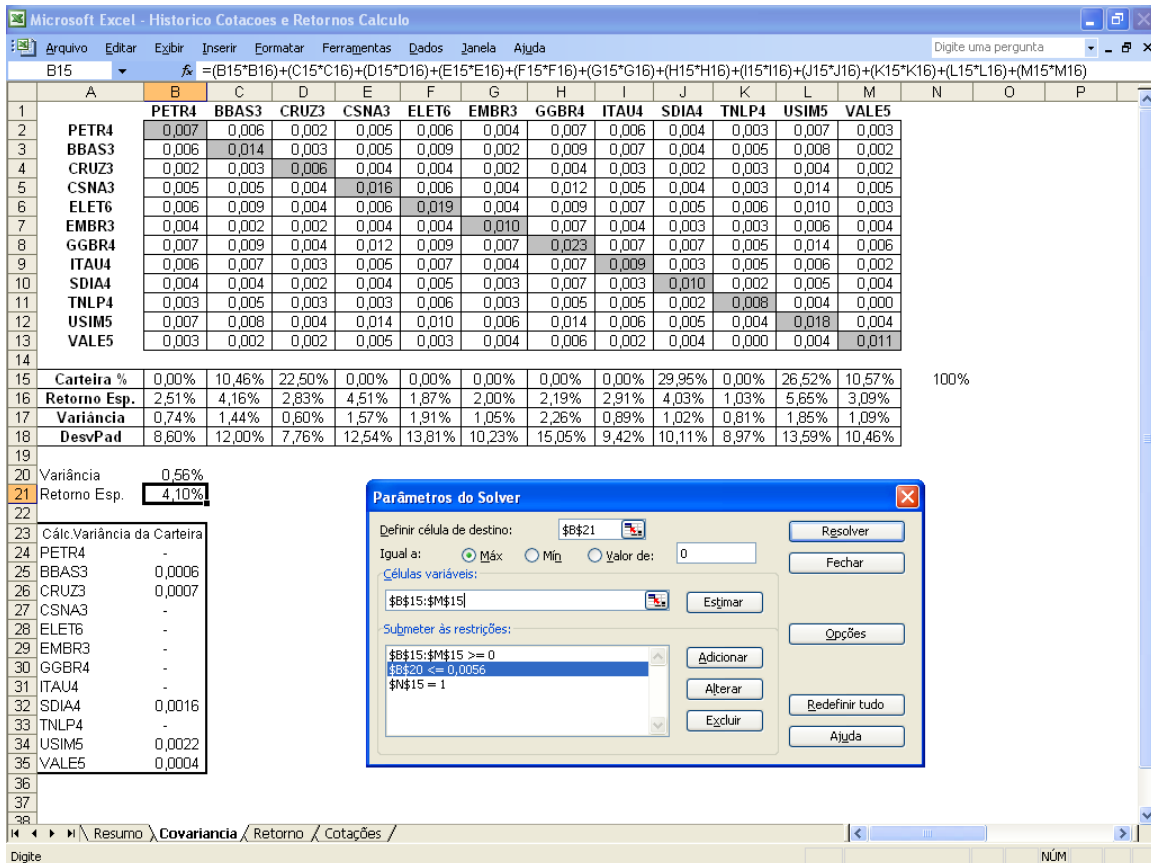 Microsoft Excel - Historico Cotacoes e Retornos Calculo
Arquivo Editar Exibir Inserir Formatar Ferramentas Dados Janela Ajuda Digite uma pergunta
B15 fx =(B15*B16)+(C15*C16)+(D15*D16)+(E15*E16)+(F15*F16)+(G15*G16)+(H15*H16)+(I15*I16)+(J15*J16)+(K15*K16)+(L15*L16)+(M15*M16)
A B C D E F G H I J K L M N O P
1 PETR4 BBAS3 CRUZ3 CSNA3 ELET6 EMBR3 GGBR4 ITAU4 SDIA4 TNLP4 USIM5 VALE5
2 PETR4 0,007 0,006 0,002 0,005 0,006 0,004 0,007 0,006 0,004 0,003 0,007 0,003
3 BBAS3 0,006 0,014 0,003 0,005 0,009 0,002 0,009 0,007 0,004 0,005 0,008 0,002
4 CRUZ3 0,002 0,003 0,006 0,004 0,004 0,002 0,004 0,003 0,002 0,003 0,004 0,002
5 CSNA3 0,005 0,005 0,004 0,016 0,006 0,004 0,012 0,005 0,004 0,003 0,014 0,005
6 ELET6 0,006 0,009 0,004 0,006 0,019 0,004 0,009 0,007 0,005 0,006 0,010 0,003
7 EMBR3 0,004 0,002 0,002 0,004 0,004 0,010 0,007 0,004 0,003 0,003 0,006 0,004
8 GGBR4 0,007 0,009 0,004 0,012 0,009 0,007 0,023 0,007 0,007 0,005 0,014 0,006
9 ITAU4 0,006 0,007 0,003 0,005 0,007 0,004 0,007 0,009 0,003 0,005 0,006 0,002
10 SDIA4 0,004 0,004 0,002 0,004 0,005 0,003 0,007 0,003 0,010 0,002 0,005 0,004
11 TNLP4 0,003 0,005 0,003 0,003 0,006 0,003 0,005 0,005 0,002 0,008 0,004 0,000
12 USIM5 0,007 0,008 0,004 0,014 0,010 0,006 0,014 0,006 0,005 0,004 0,018 0,004
13 VALE5 0,003 0,002 0,002 0,005 0,003 0,004 0,006 0,002 0,004 0,000 0,004 0,011
14
15 Carteira % 0,00% 10,46% 22,50% 0,00% 0,00% 0,00% 0,00% 0,00% 29,95% 0,00% 26,52% 10,57% 100%
16 Retorno Esp. 2,51% 4,16% 2,83% 4,51% 1,87% 2,00% 2,19% 2,91% 4,03% 1,03% 5,65% 3,09%
17 Variância 0,74% 1,44% 0,60% 1,57% 1,91% 1,05% 2,26% 0,89% 1,02% 0,81% 1,85% 1,09%
18 DesvPad 8,60% 12,00% 7,76% 12,54% 13,81% 10,23% 15,05% 9,42% 10,11% 8,97% 13,59% 10,46%
19
20 Variância 0,56%
21 Retorno Esp. 4,10%
22
23 Cálc.Variância da Carteira
24 PETR4 -
25 BBAS3 0,0006
26 CRUZ3 0,0007
27 CSNA3 -
28 ELET6 -
29 EMBR3 -
30 GGBR4 -
31 ITAU4 -
32 SDIA4 0,0016
33 TNLP4 -
34 USIM5 0,0022
35 VALE5 0,0004
36
37
38
Parâmetros do Solver
Definir célula de destino: $B$21 Resolver
Igual a: Máx Mín Valor de: 0 Fechar
Células variáveis:
$B$15:$M$15 Estimar
Submeter às restrições: Opções
$B$15:$M$15 >= 0 Adicionar
$B$20 <= 0,0056
$N$15 = 1 Alterar
Redefinir tudo
Excluir
Ajuda
Resumo Covariancia Retorno Cotações
Digite NÚM